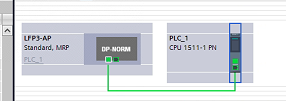 LFP3-AP
Standard, MRP
DP-NORM
PLC_1
PLC_1
CPU 1511-1 PN